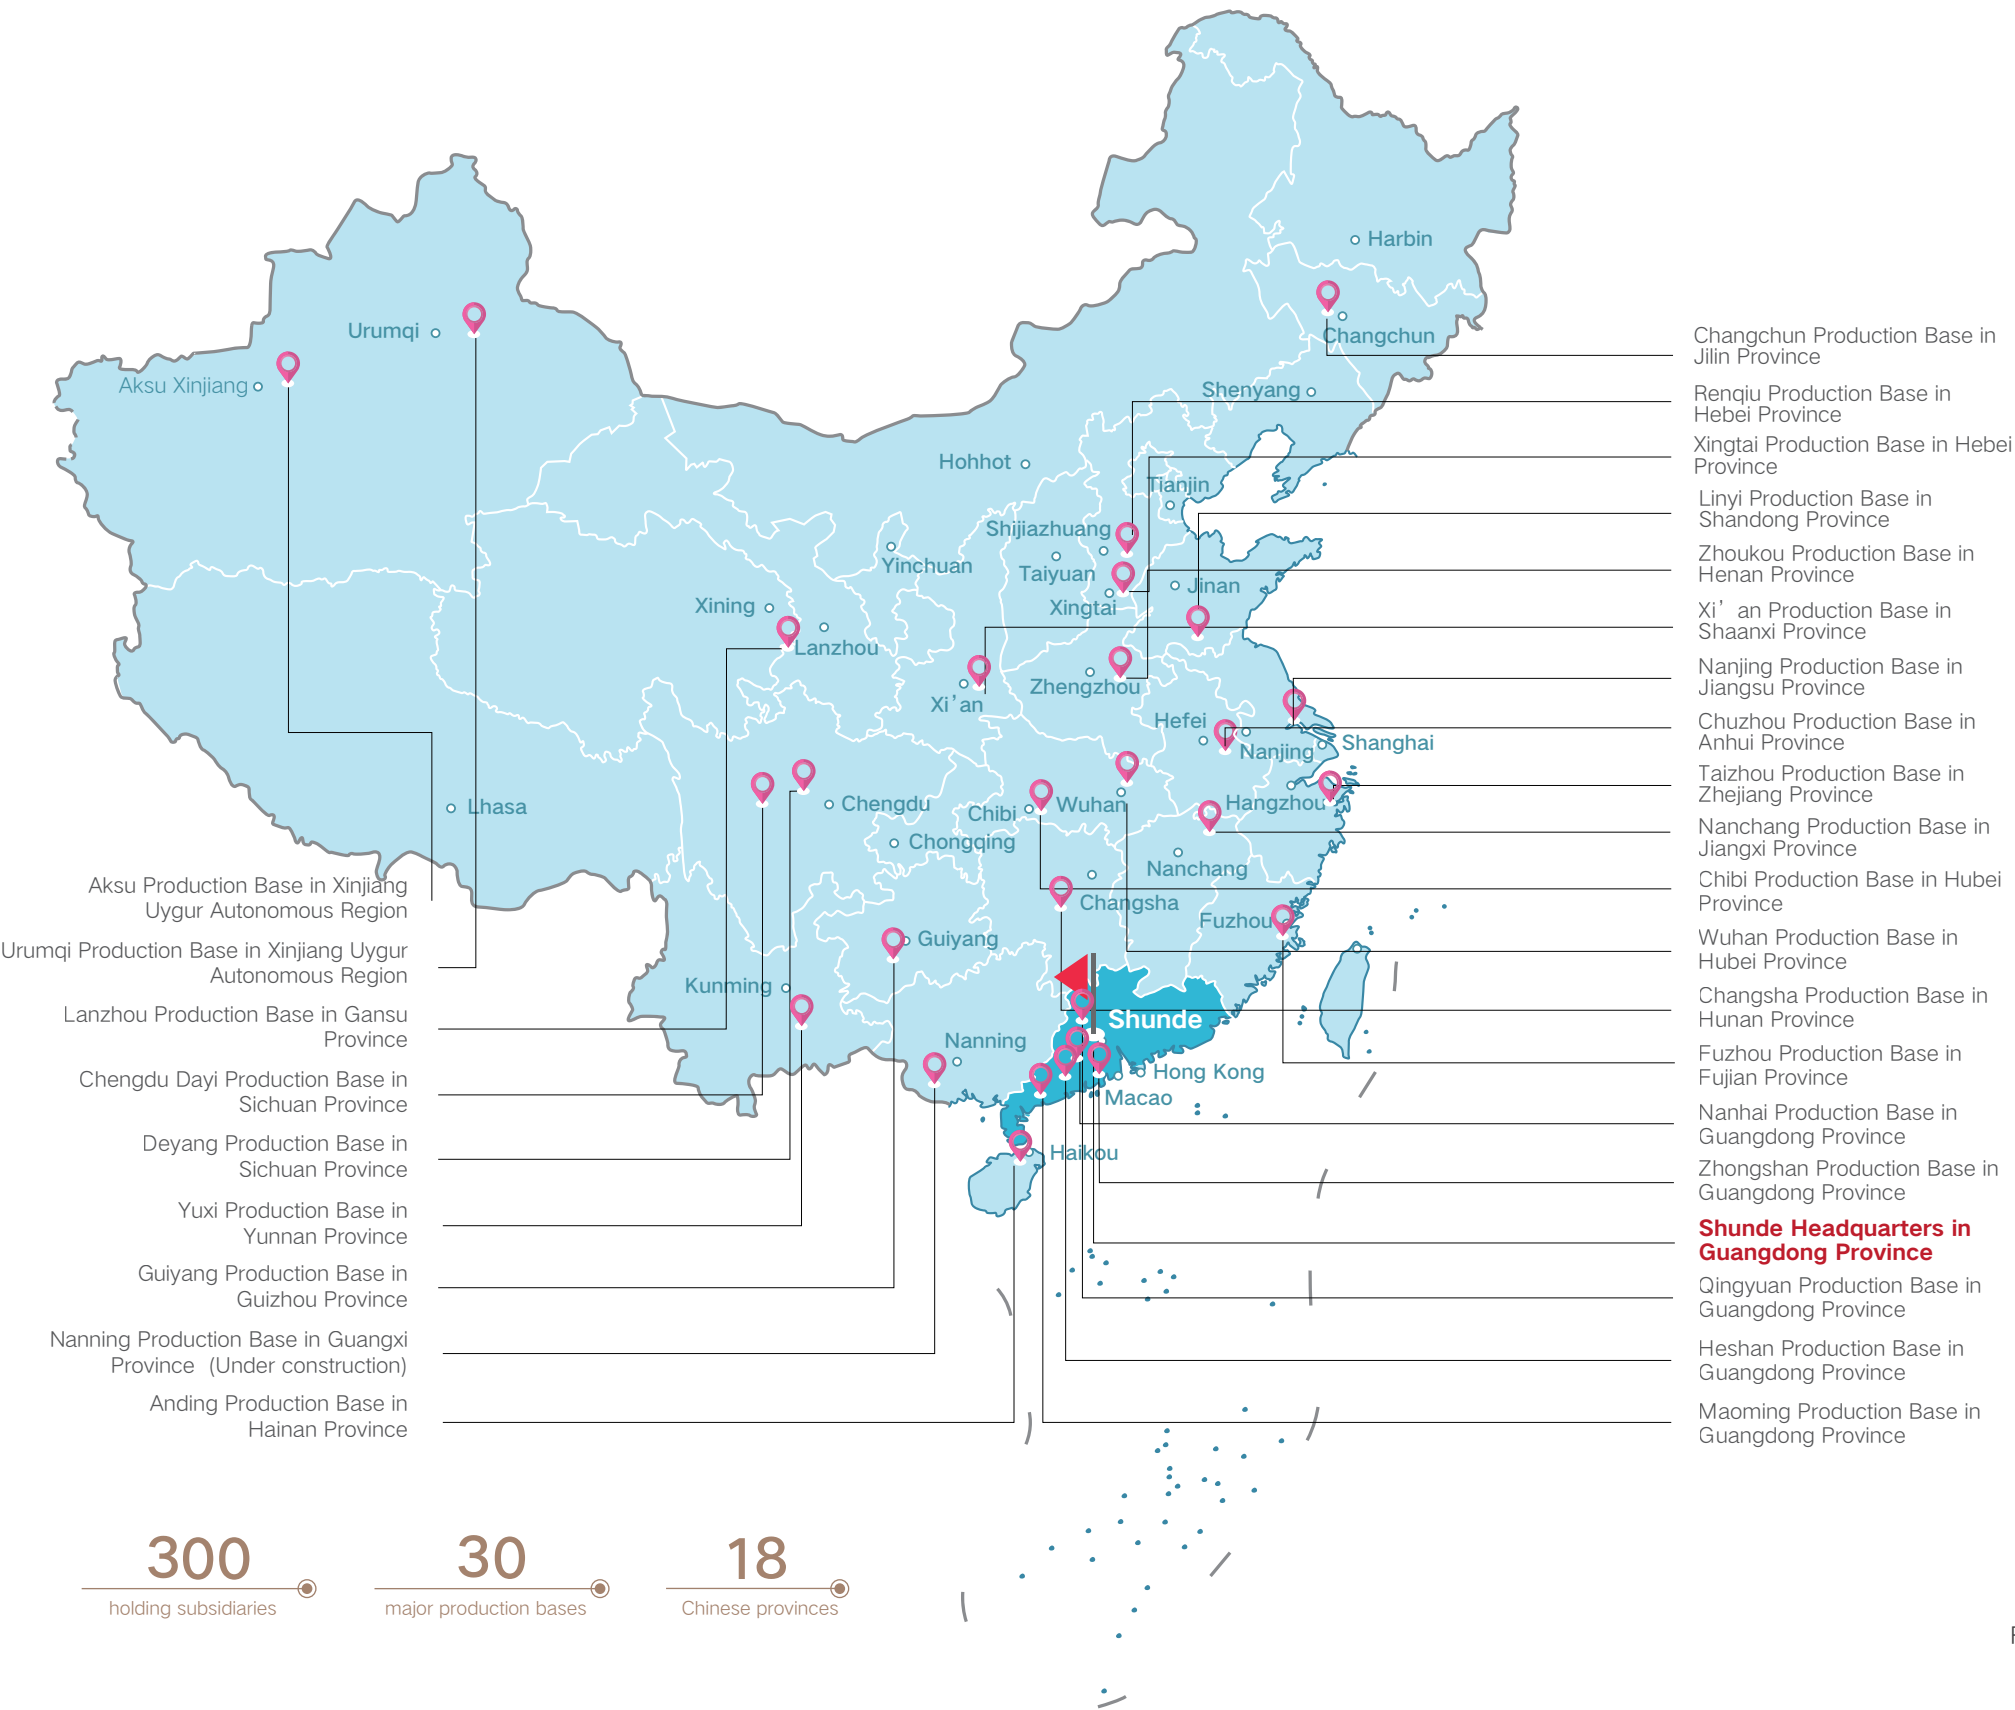 Harbin
Urumqi
Changchun
Aksu Xinjiang
Shenyang
Hohhot
Tianjin
Shijiazhuang
Yinchuan
Taiyuan
Jinan
Xining
Xingtai
Lanzhou
Zhengzhou
Xi’an
Hefei
Nanjing
Shanghai
Lhasa
Chengdu
Chibi
Wuhan
Hangzhou
Chongqing
Nanchang
Changsha
Fuzhou
Guiyang
Kunming
Shunde
Nanning
Hong Kong
Macao
Haikou
Changchun Production Base in
Jilin Province
Renqiu Production Base in
Hebei Province
Xingtai Production Base in Hebei
Province
Linyi Production Base in
Shandong Province
Zhoukou Production Base in
Henan Province
Xi’an Production Base in
Shaanxi Province
Nanjing Production Base in
Jiangsu Province
Chuzhou Production Base in
Anhui Province
Taizhou Production Base in
Zhejiang Province
Nanchang Production Base in
Jiangxi Province
Chibi Production Base in Hubei
Province
Wuhan Production Base in
Hubei Province
Changsha Production Base in
Hunan Province
Fuzhou Production Base in
Fujian Province
Nanhai Production Base in
Guangdong Province
Zhongshan Production Base in
Guangdong Province
Shunde Headquarters in
Guangdong Province
Qingyuan Production Base in
Guangdong Province
Heshan Production Base in
Guangdong Province
Maoming Production Base in
Guangdong Province
Aksu Production Base in Xinjiang
Uygur Autonomous Region
Urumqi Production Base in Xinjiang Uygur
Autonomous Region
Lanzhou Production Base in Gansu
Province
Chengdu Dayi Production Base in
Sichuan Province
Deyang Production Base in
Sichuan Province
Yuxi Production Base in
Yunnan Province
Guiyang Production Base in
Guizhou Province
Nanning Production Base in Guangxi
Province (Under construction)
Anding Production Base in
Hainan Province
300
holding subsidiaries
30
major production bases
18
Chinese provinces